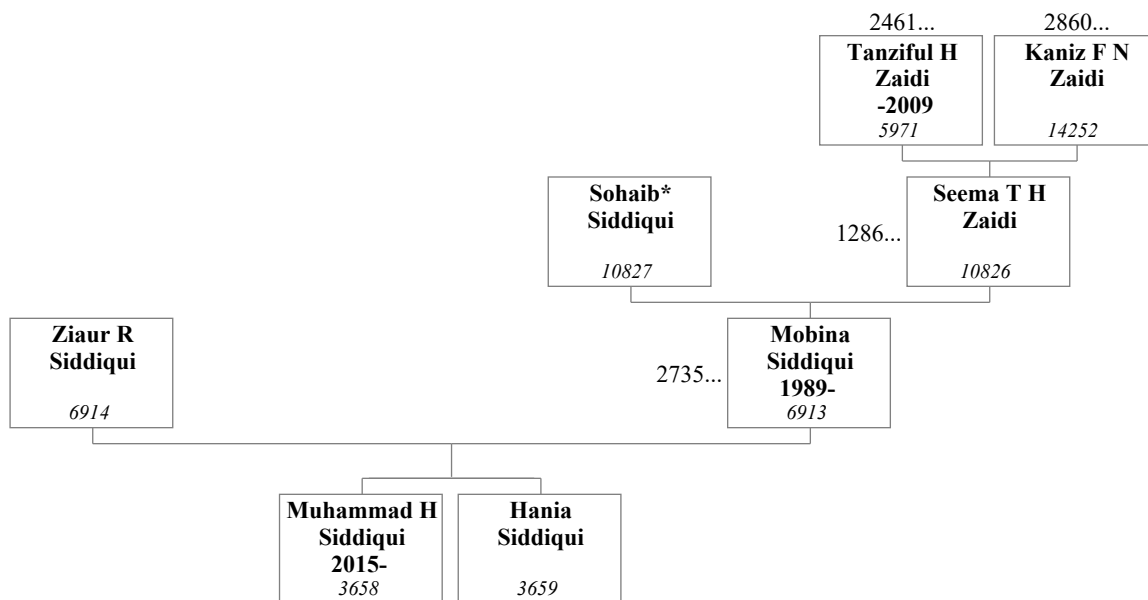 2461...
2860...
Tanziful H
Zaidi
-2009
5971
Kaniz F N
Zaidi
14252
Sohaib*
Siddiqui
10827
1286...
Seema T H
Zaidi
10826
Ziaur R
Siddiqui
6914
2735...
Mobina
Siddiqui
1989-
6913
Muhammad H
Siddiqui
2015-
3658
Hania
Siddiqui
3659